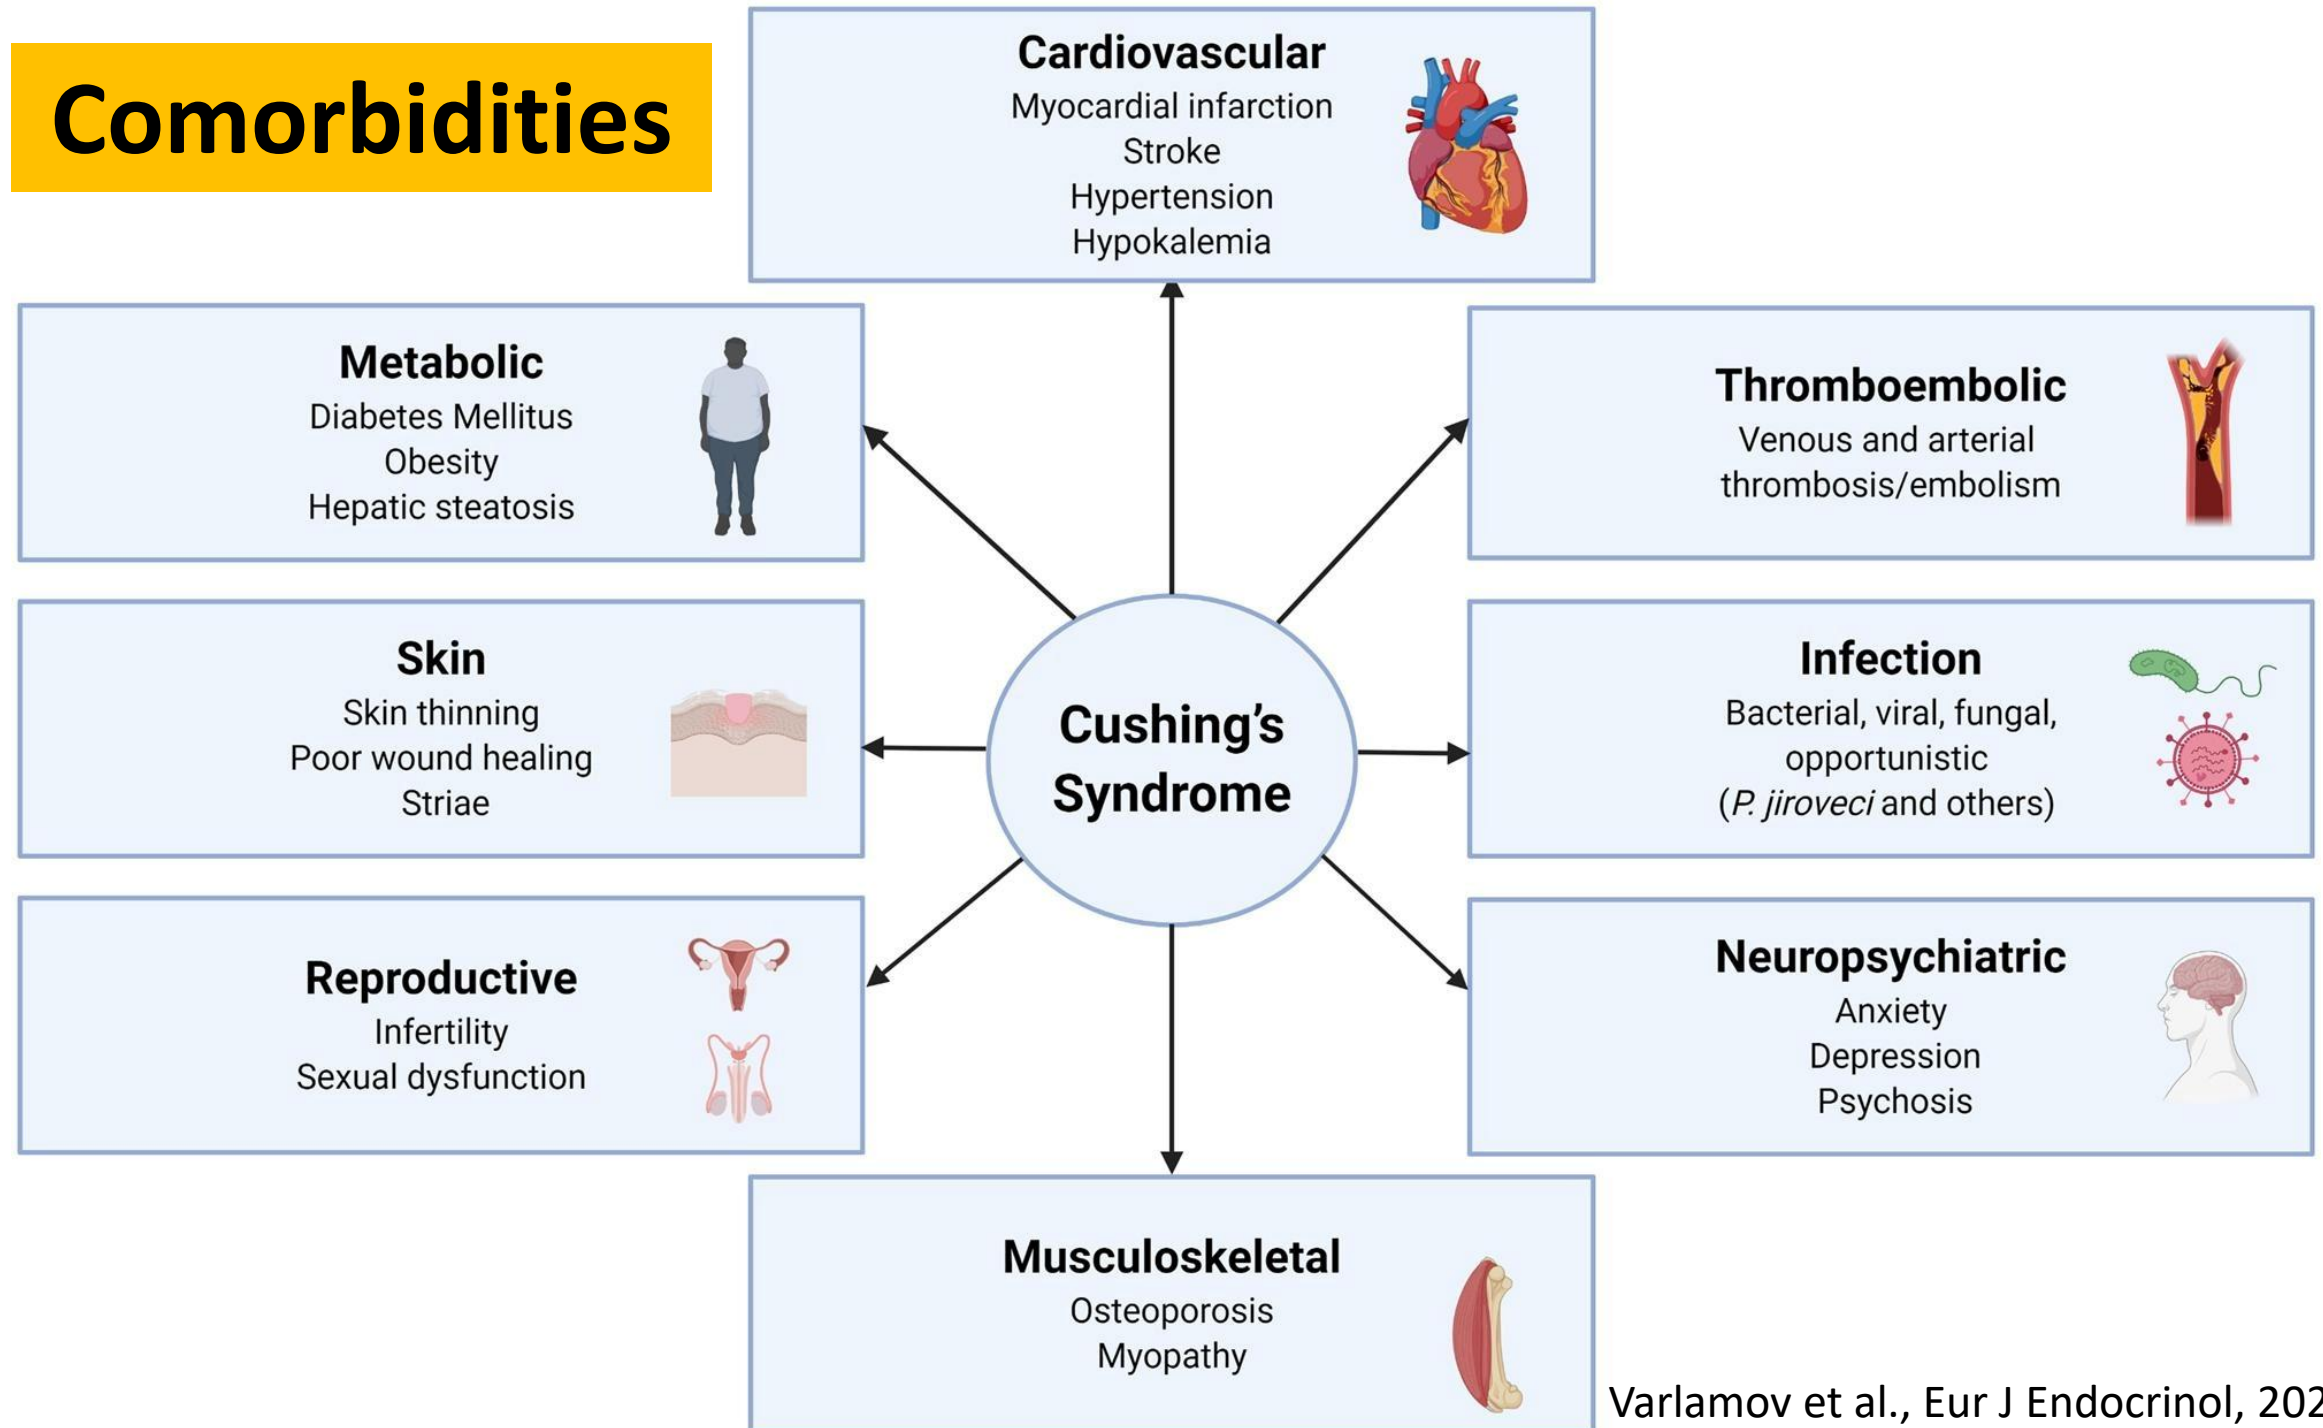 Comorbidities
Cardiovascular
Myocardial infarction
Stroke
Hypertension
Hypokalemia
Metabolic
Diabetes Mellitus
Obesity
Hepatic steatosis
Thromboembolic
Venous and arterial
thrombosis/embolism
Skin
Skin thinning
Poor wound healing
Striae
Cushing’s
Syndrome
Infection
Bacterial, viral, fungal,
opportunistic
(P. jiroveci and others)
Reproductive
Infertility
Sexual dysfunction
Neuropsychiatric
Anxiety
Depression
Psychosis
Musculoskeletal
Osteoporosis
Myopathy
Varlamov et al., Eur J Endocrinol,